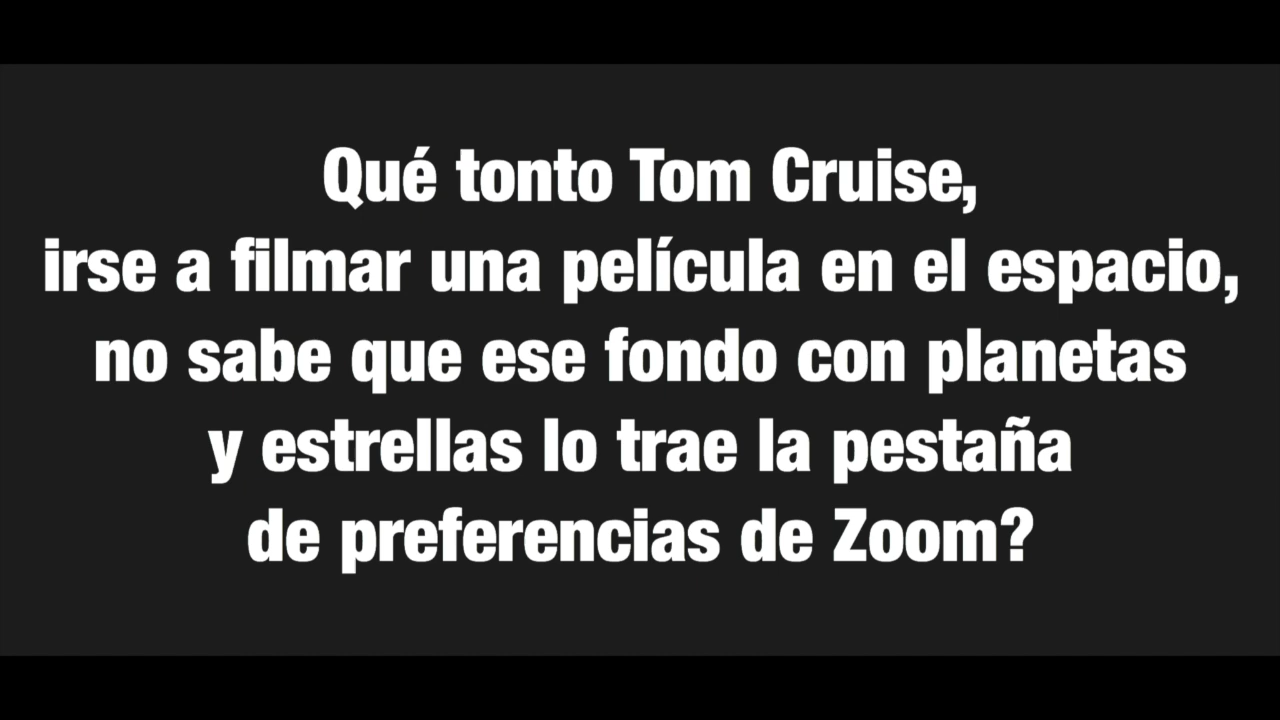 Qué tonto Tom Cruise,
irse a filmar una película en el espacio,
no sabe que ese fondo con planetas
y estrellas lo trae la pestaña
de preferencias de Zoom?